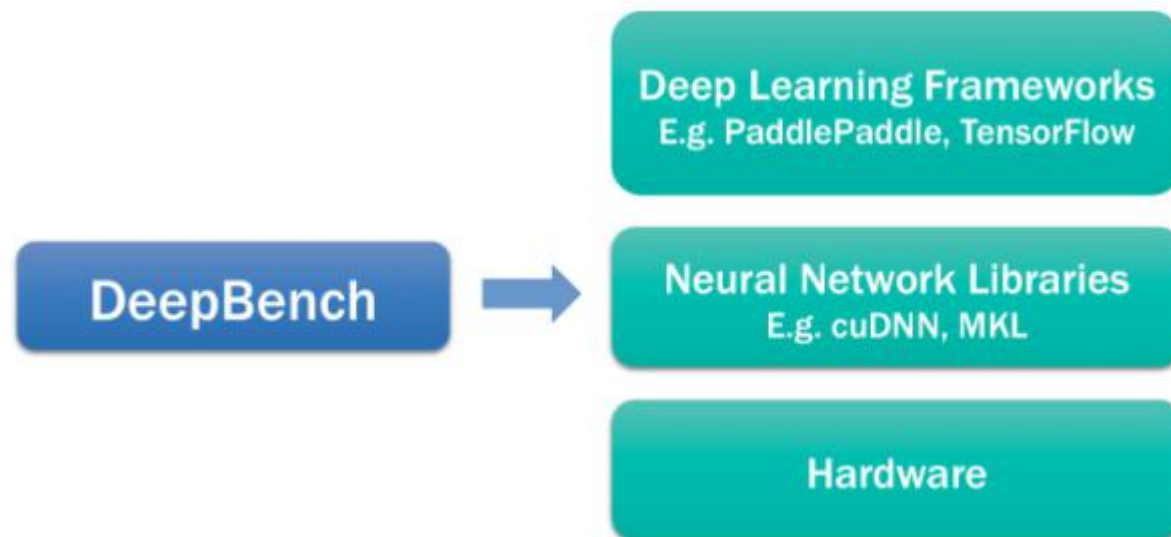 Deep Learning Frameworks
E.g. PaddlePaddle, TensorFlow
DeepBench
Neural Network Libraries
E.g. cuDNN, MKL
Hardware